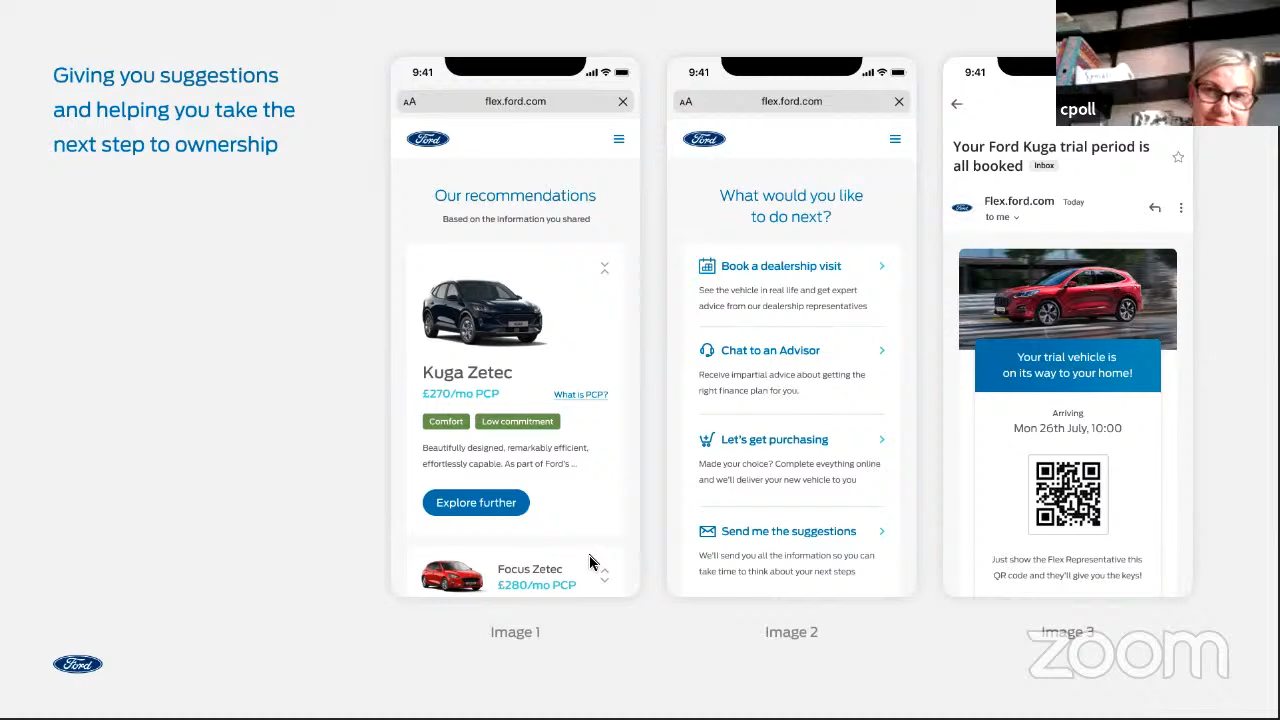 Giving you suggestions
and helping you take the
next step to ownership
9:41
AA
flex.ford.com
Ford
Our recommendations
Based on the information you shared
Kuga Zetec
£270/mo PCP
What is PCP?
Comfort
Low commitment
Beautifully designed, remarkably efficient,
effortlessly capable. As part of Ford's ...
Explore further
Focus Zetec
£280/mo PCP
Image 1
9:41
AA
flex.ford.com
Ford
What would you like
to do next?
Book a dealership visit
See the vehicle in real life and get expert
advice from our dealership representatives
Chat to an Advisor
Receive impartial advice about getting the
right finance plan for you.
Let's get purchasing
Made your choice? Complete eveything online
and we'll deliver your new vehicle to you
Send me the suggestions
We'll send you all the information so you can
take time to think about your next steps
Image 2
9:41
cpoll
Your Ford Kuga trial period is
all booked Inbox
Ford
Flex.ford.com Today
to me
Your trial vehicle is
on its way to your home!
Arriving
Mon 26th July, 10:00
Just show the Flex Representative this
QR code and they'll give you the keys!
Image 3
Ford
zoom